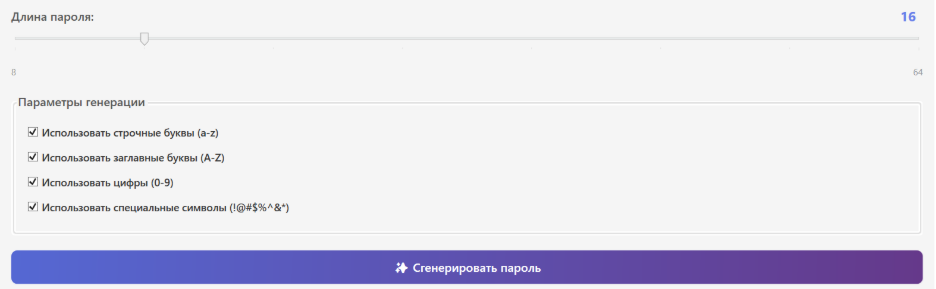 Длина пароля: 16
8 64
Параметры генерации
Использовать строчные буквы (a-z)
Использовать заглавные буквы (A-Z)
Использовать цифры (0-9)
Использовать специальные символы (!@#$%^&*)
Сгенерировать пароль